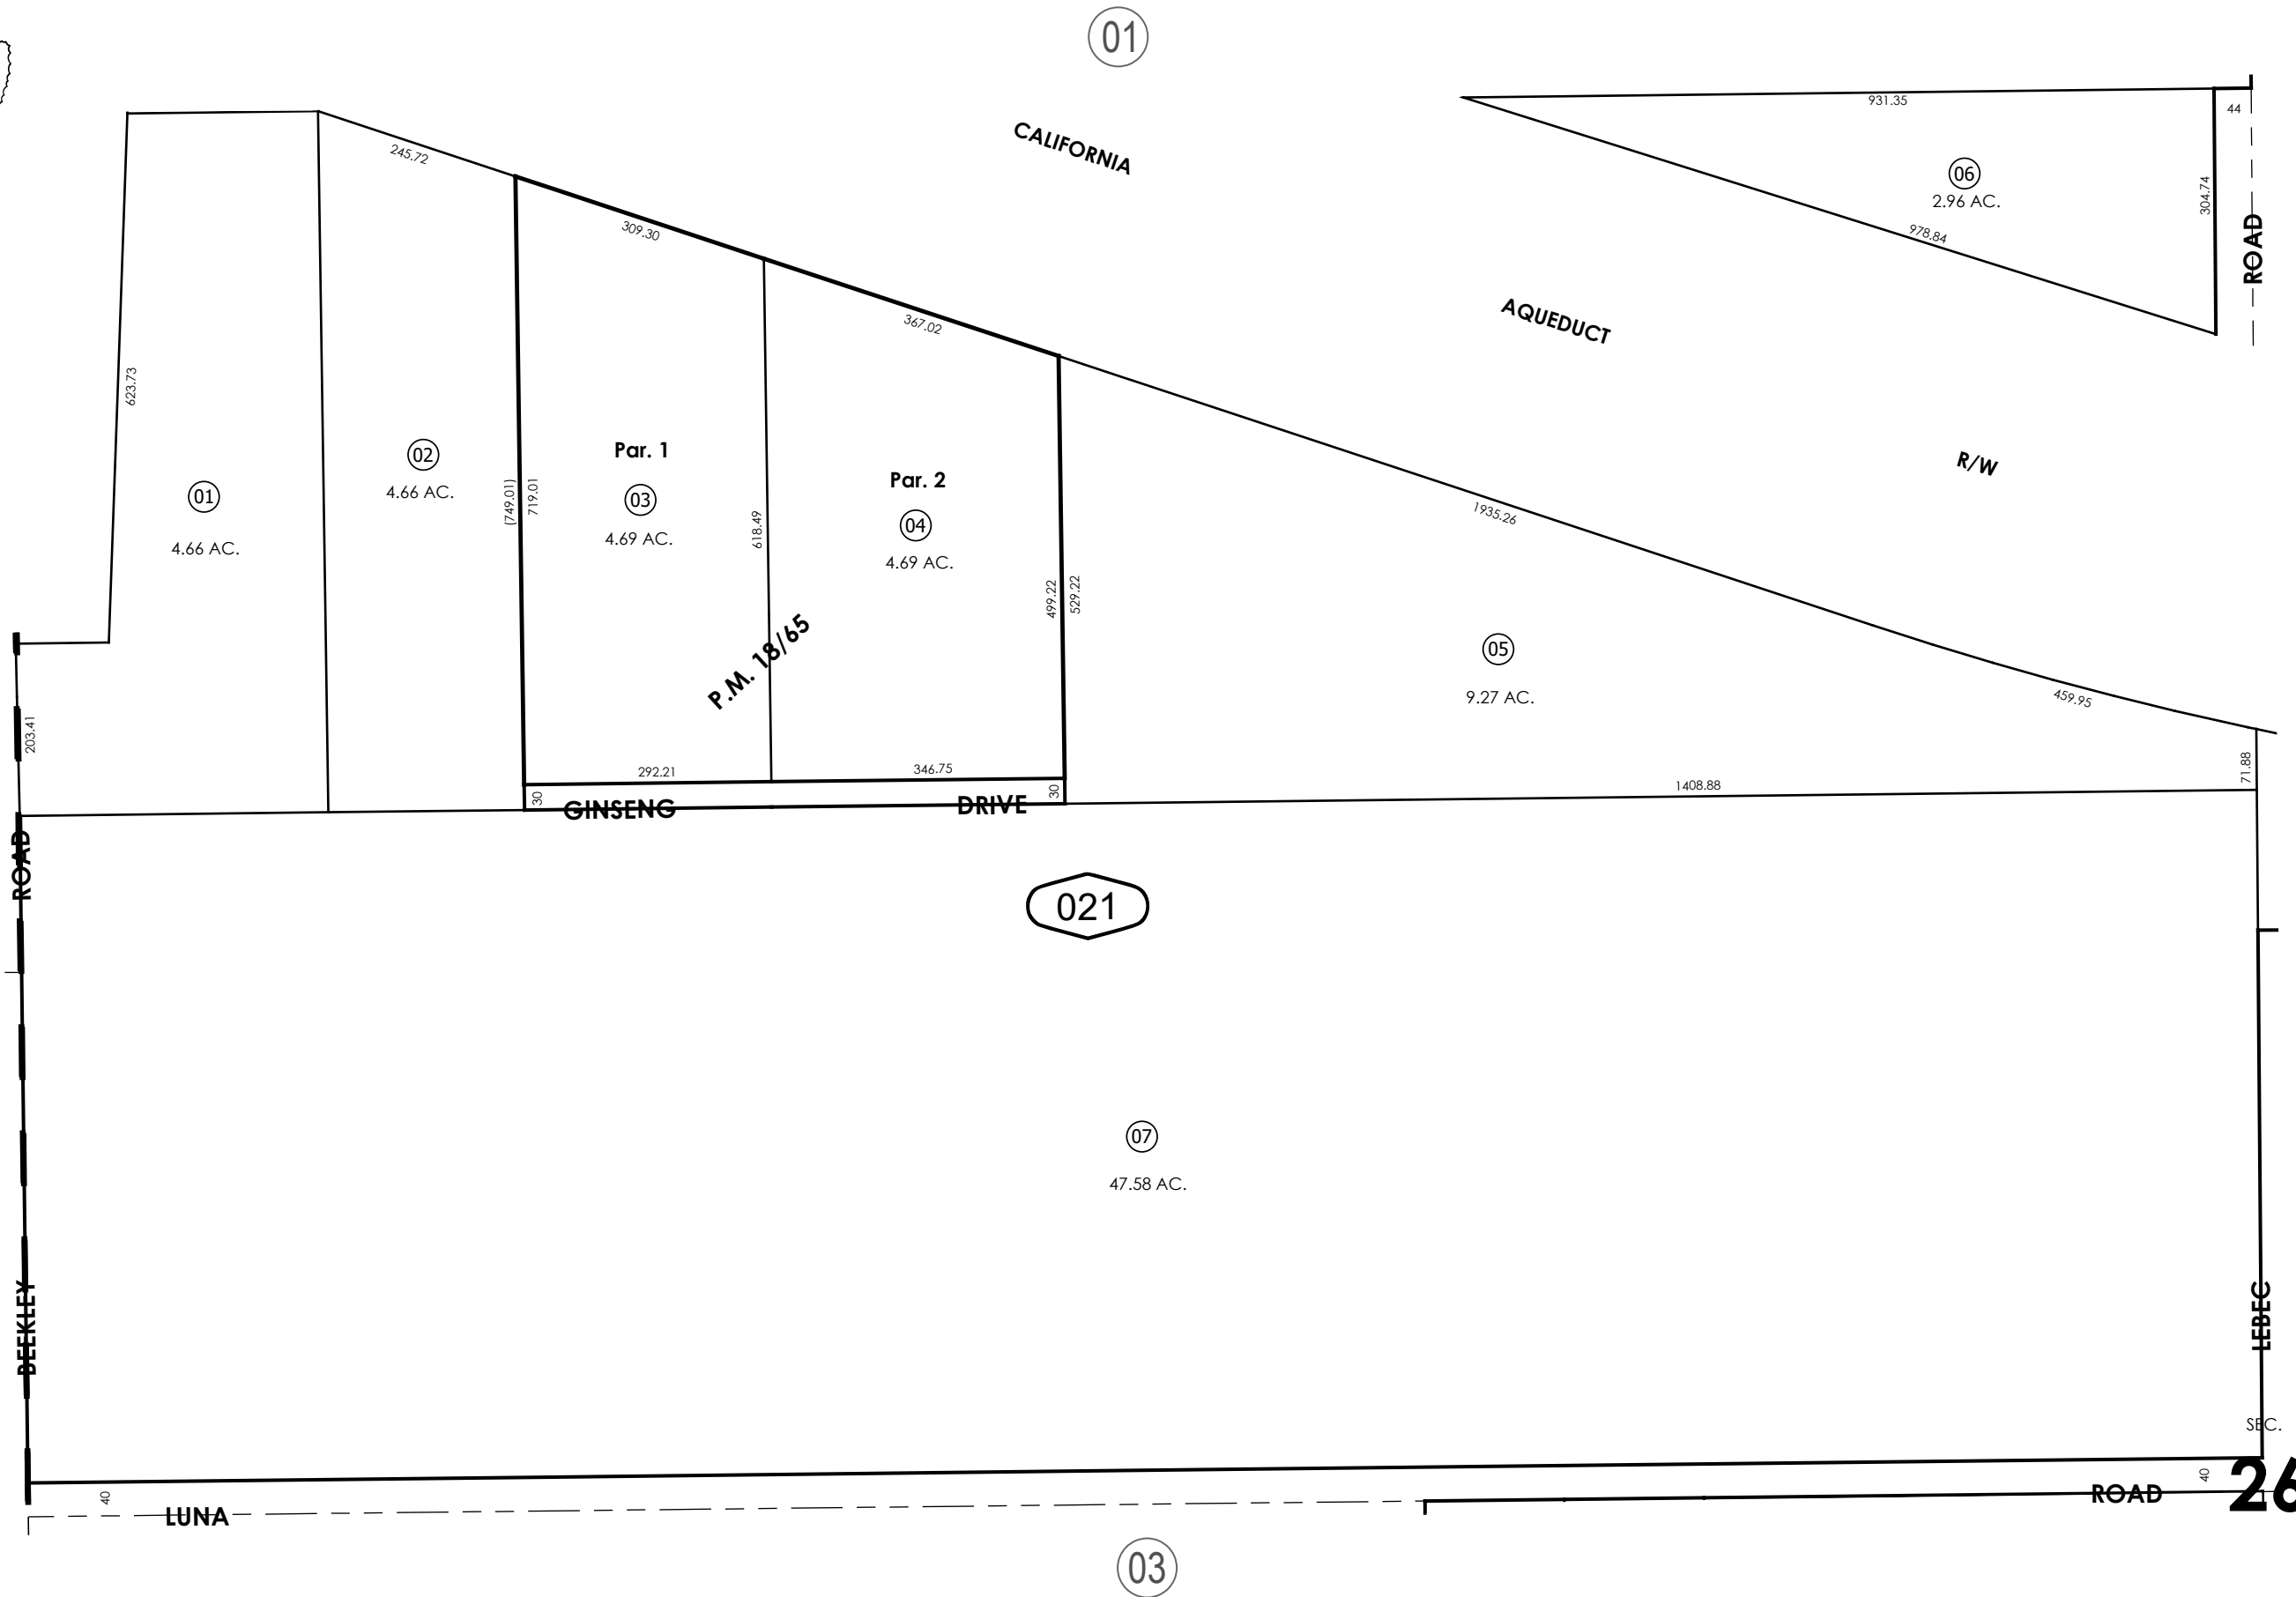 01
CALIFORNIA
AQUEDUCT
R/W
931.35
44
06
2.96 AC.
304.74
978.84
ROAD
245.72
309.30
367.02
1935.26
459.95
623.73
01
4.66 AC.
02
4.66 AC.
(749.01)
719.01
Par. 1
03
4.69 AC.
618.49
Par. 2
04
4.69 AC.
499.22
529.22
P.M. 18/65
05
9.27 AC.
203.41
71.88
292.21
346.75
1408.88
30
GINSENG
DRIVE
30
ROAD
021
07
47.58 AC.
BEEKLEY
LEBEC
SEC.
26
40
LUNA
40
ROAD
03